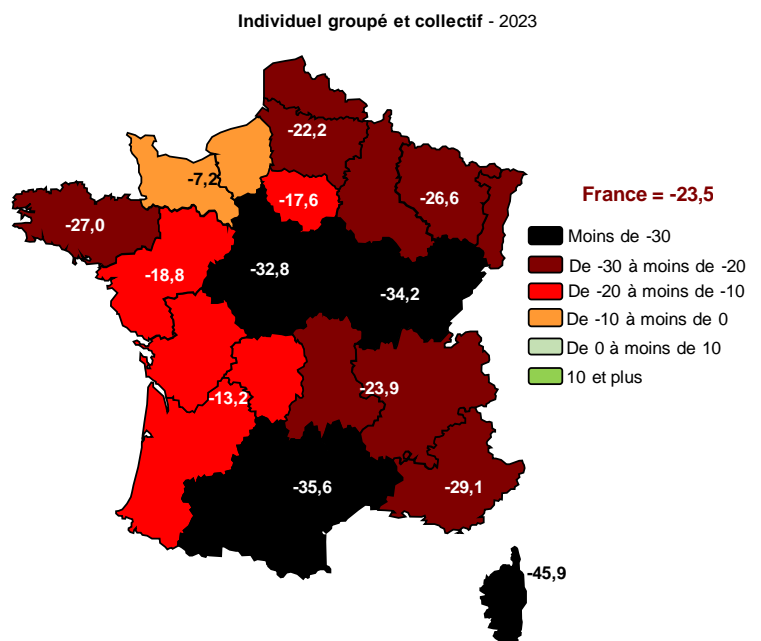 Individuel groupé et collectif - 2023
-22,2
-7,2
-17,6
-26,6
-27,0
-18,8
-32,8
-34,2
-13,2
-23,9
-35,6
-29,1
-45,9
France = -23,5
Moins de -30
De -30 à moins de -20
De -20 à moins de -10
De -10 à moins de 0
De 0 à moins de 10
10 et plus